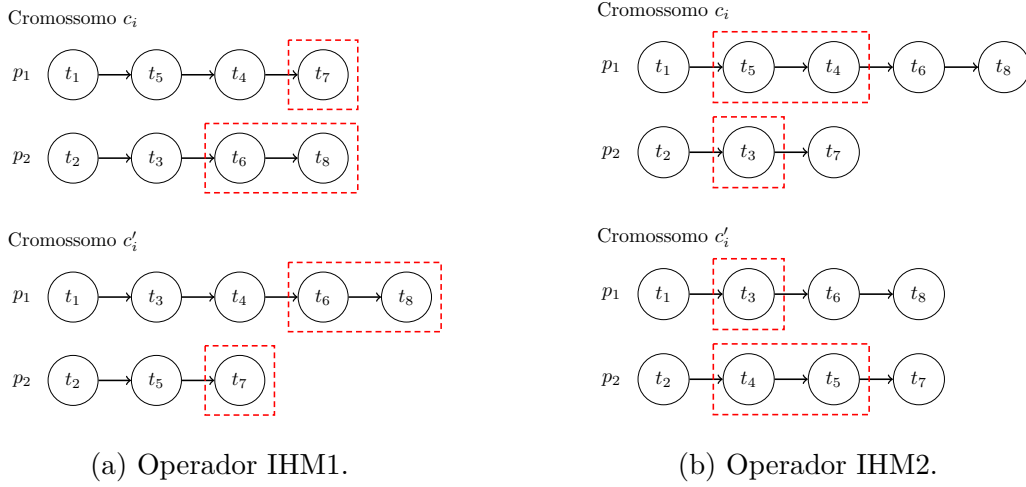 Cromossomo c_i
p_1 t_1 t_5 t_4 t_7
p_2 t_2 t_3 t_6 t_8
Cromossomo c'_i
p_1 t_1 t_3 t_4 t_6 t_8
p_2 t_2 t_5 t_7
(a) Operador IHM1.
Cromossomo c_i
p_1 t_1 t_5 t_4 t_6 t_8
p_2 t_2 t_3 t_7
Cromossomo c'_i
p_1 t_1 t_3 t_6 t_8
p_2 t_2 t_4 t_5 t_7
(b) Operador IHM2.